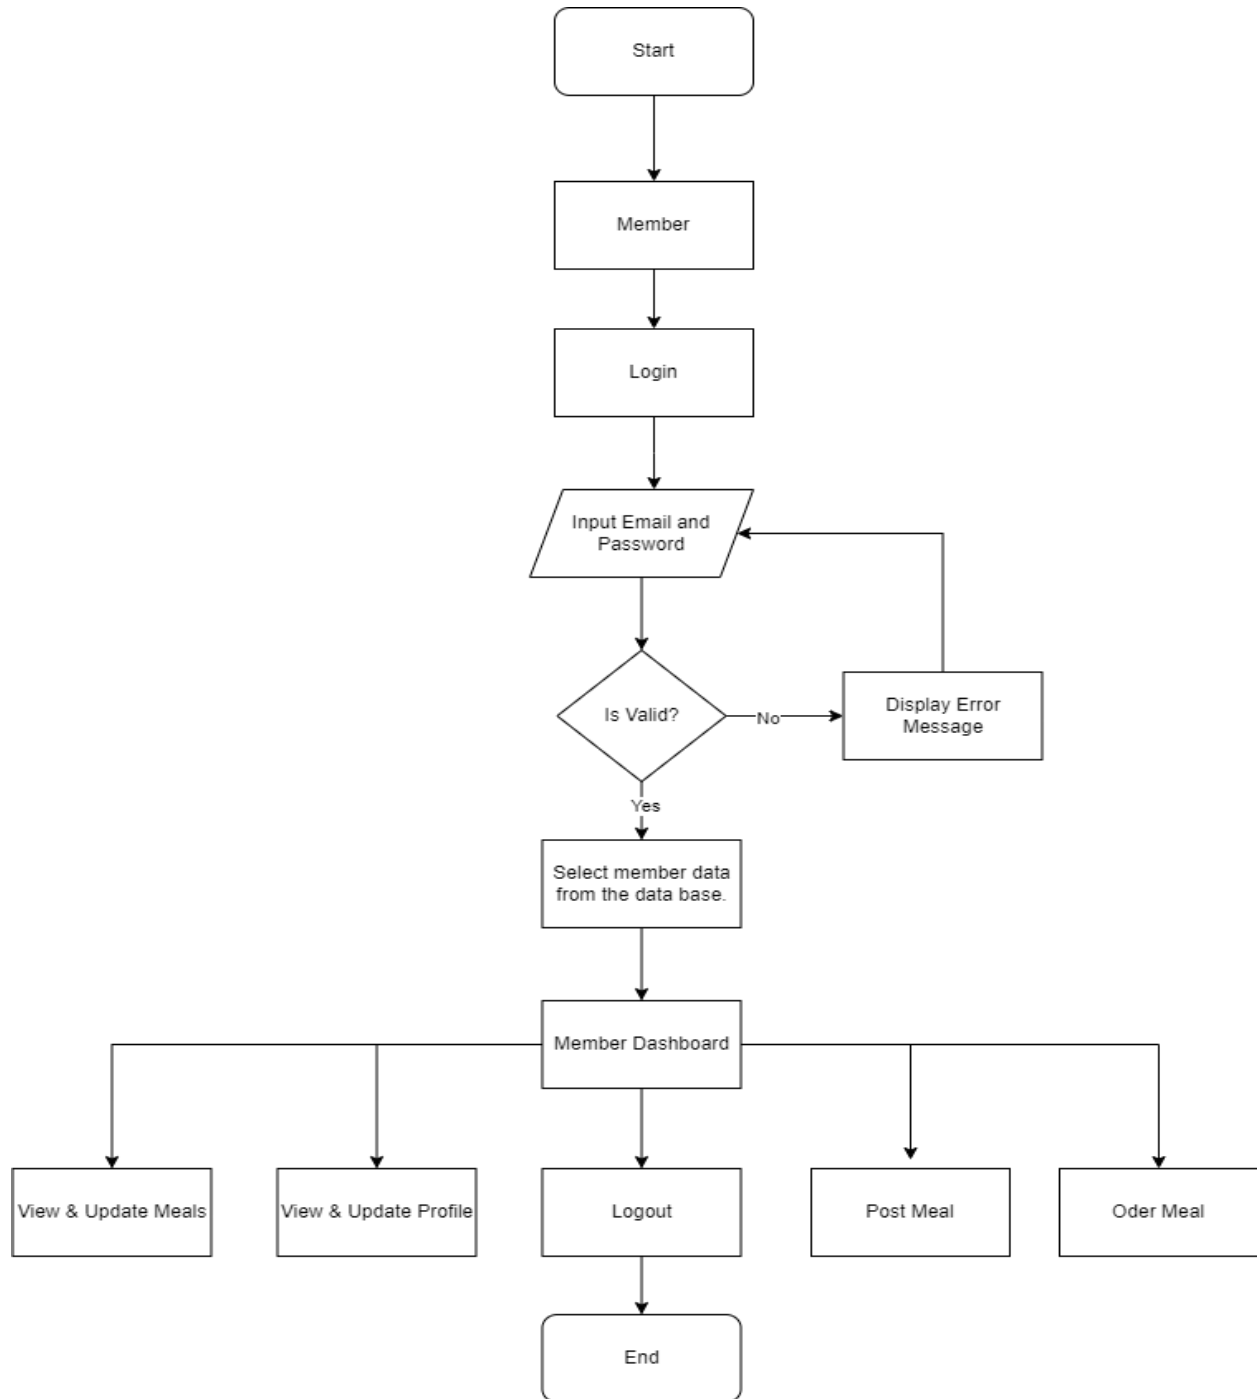 Start
Member
Login
Input Email and
Password
Is Valid?
No
Display Error
Message
Yes
Select member data
from the data base.
Member Dashboard
View & Update Meals
View & Update Profile
Logout
Post Meal
Oder Meal
End